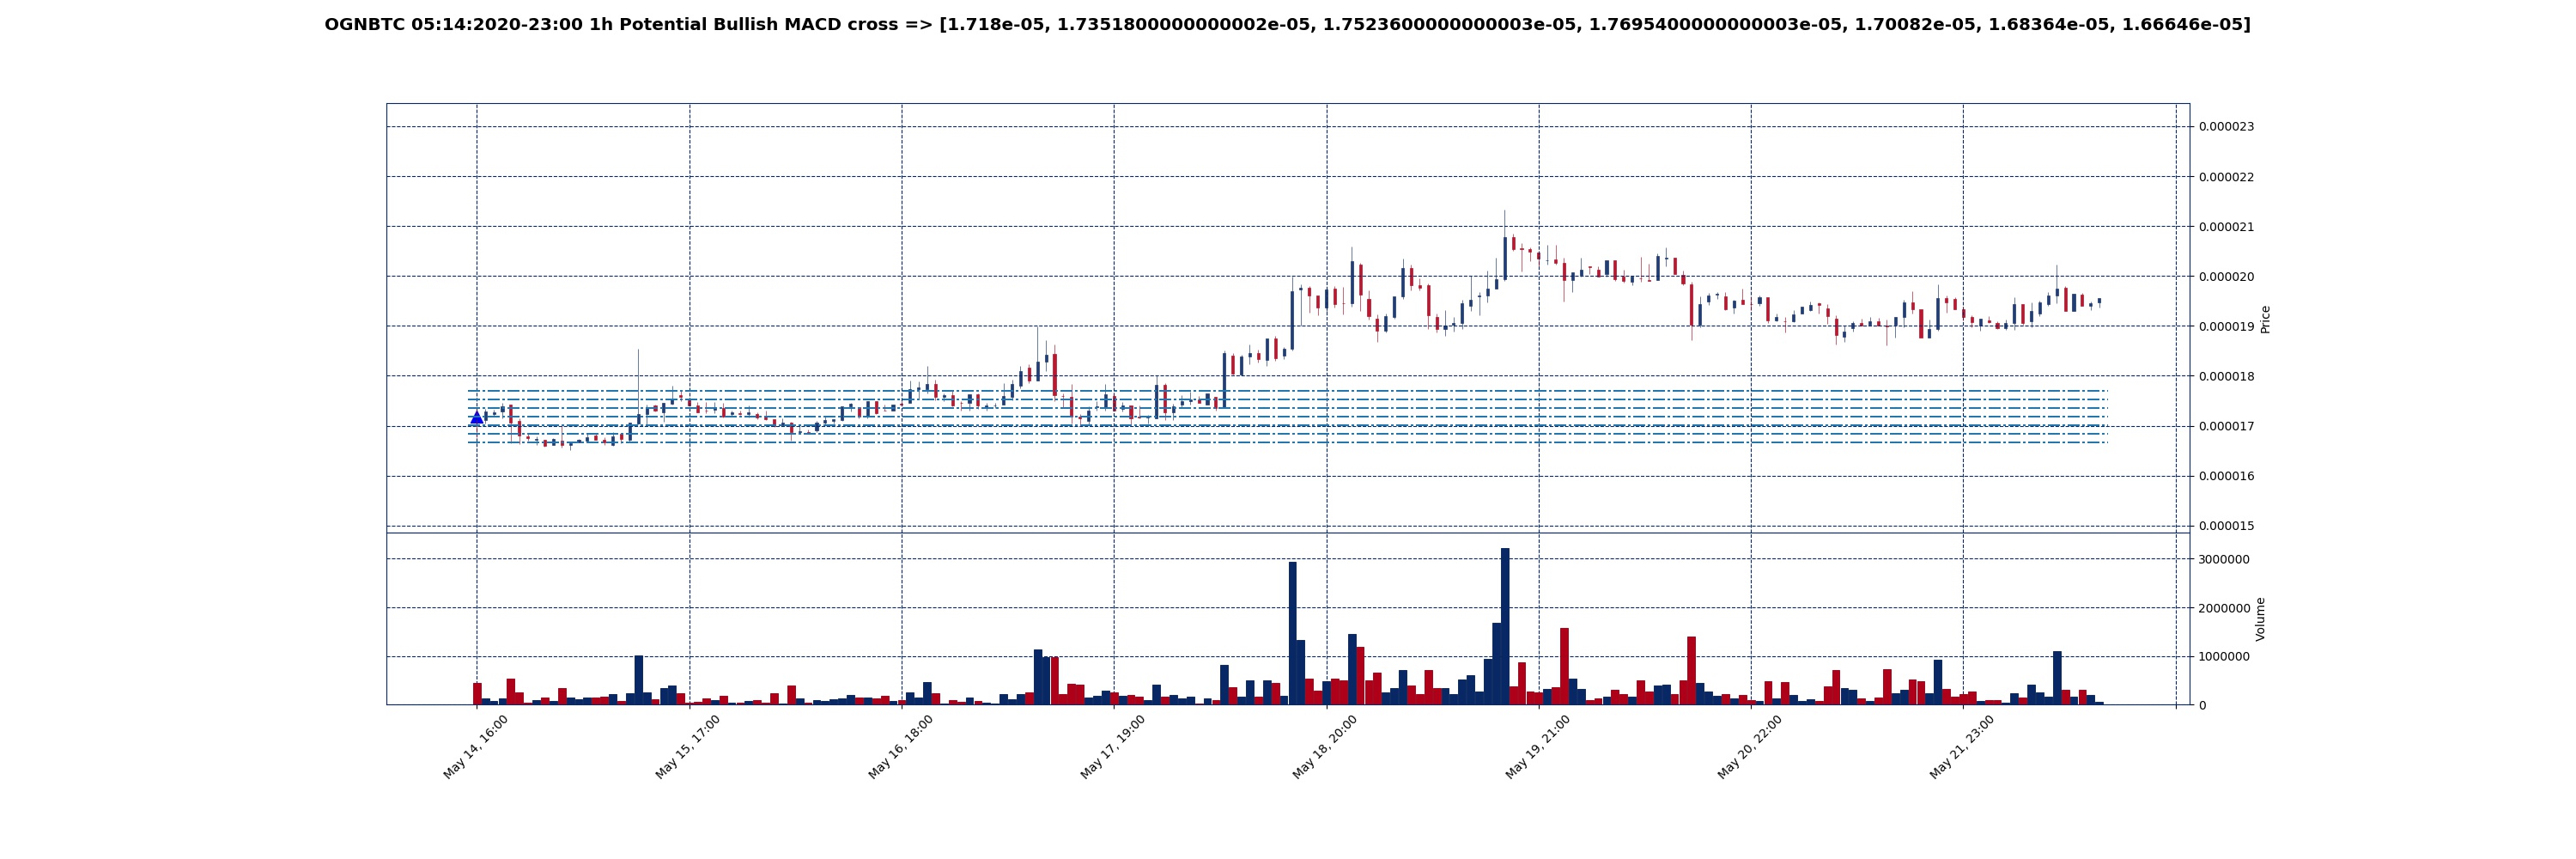 OGNBTC 05:14:2020-23:00 1h Potential Bullish MACD cross => [1.718e-05, 1.7351800000000002e-05, 1.7523600000000003e-05, 1.7695400000000003e-05, 1.70082e-05, 1.68364e-05, 1.66646e-05]
0.000023
0.000022
0.000021
0.000020
0.000019
0.000018
0.000017
0.000016
0.000015
Price
3000000
2000000
1000000
0
Volume
May 14, 16:00
May 15, 17:00
May 16, 18:00
May 17, 19:00
May 18, 20:00
May 19, 21:00
May 20, 22:00
May 21, 23:00